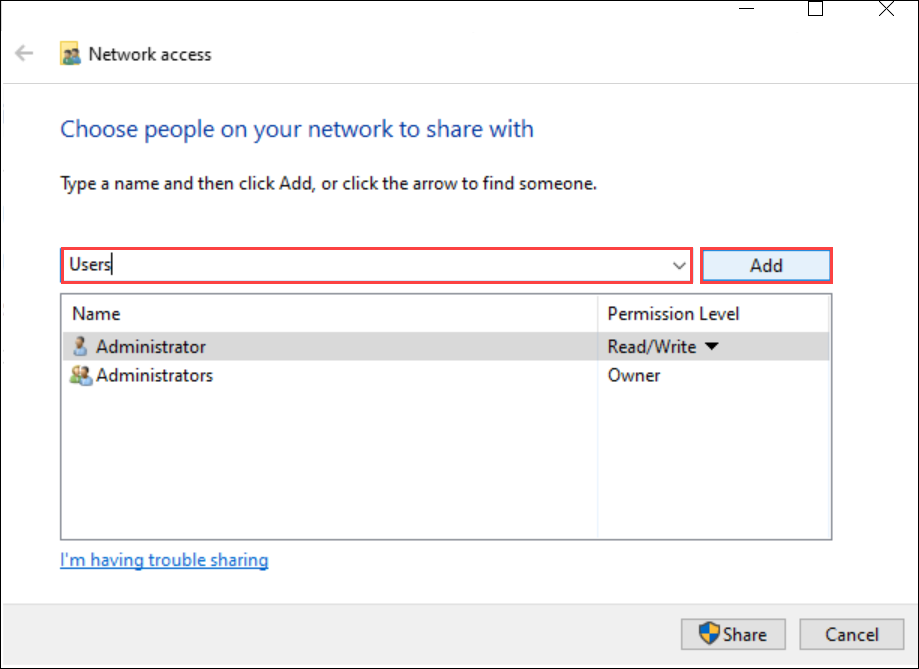 Network access
Choose people on your network to share with
Type a name and then click Add, or click the arrow to find someone.
Users Add
Name Permission Level
Administrator Read/Write
Administrators Owner
I'm having trouble sharing
Share Cancel